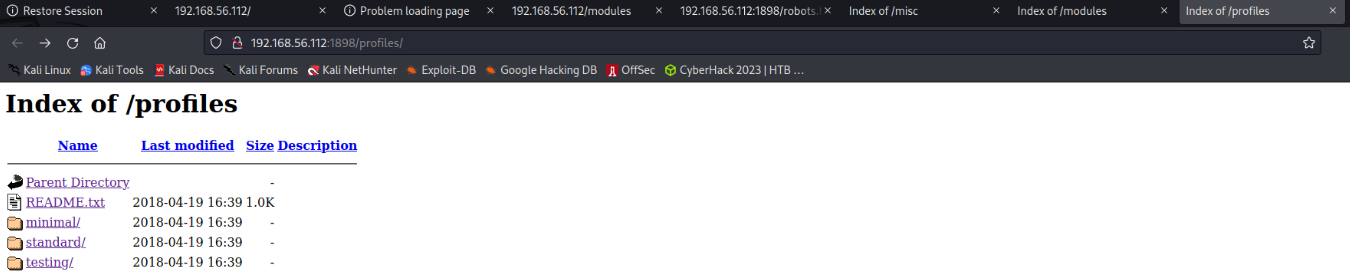 Restore Session 192.168.56.112/ Problem loading page 192.168.56.112/modules 192.168.56.112:1898/robots. Index of /misc Index of /modules Index of /profiles
192.168.56.112:1898/profiles/
Kali Linux Kali Tools Kali Docs Kali Forums Kali NetHunter Exploit-DB Google Hacking DB OffSec CyberHack 2023 | HTB ...
Index of /profiles
Name Last modified Size Description
Parent Directory -
README.txt 2018-04-19 16:39 1.0K
minimal/ 2018-04-19 16:39 -
standard/ 2018-04-19 16:39 -
testing/ 2018-04-19 16:39 -